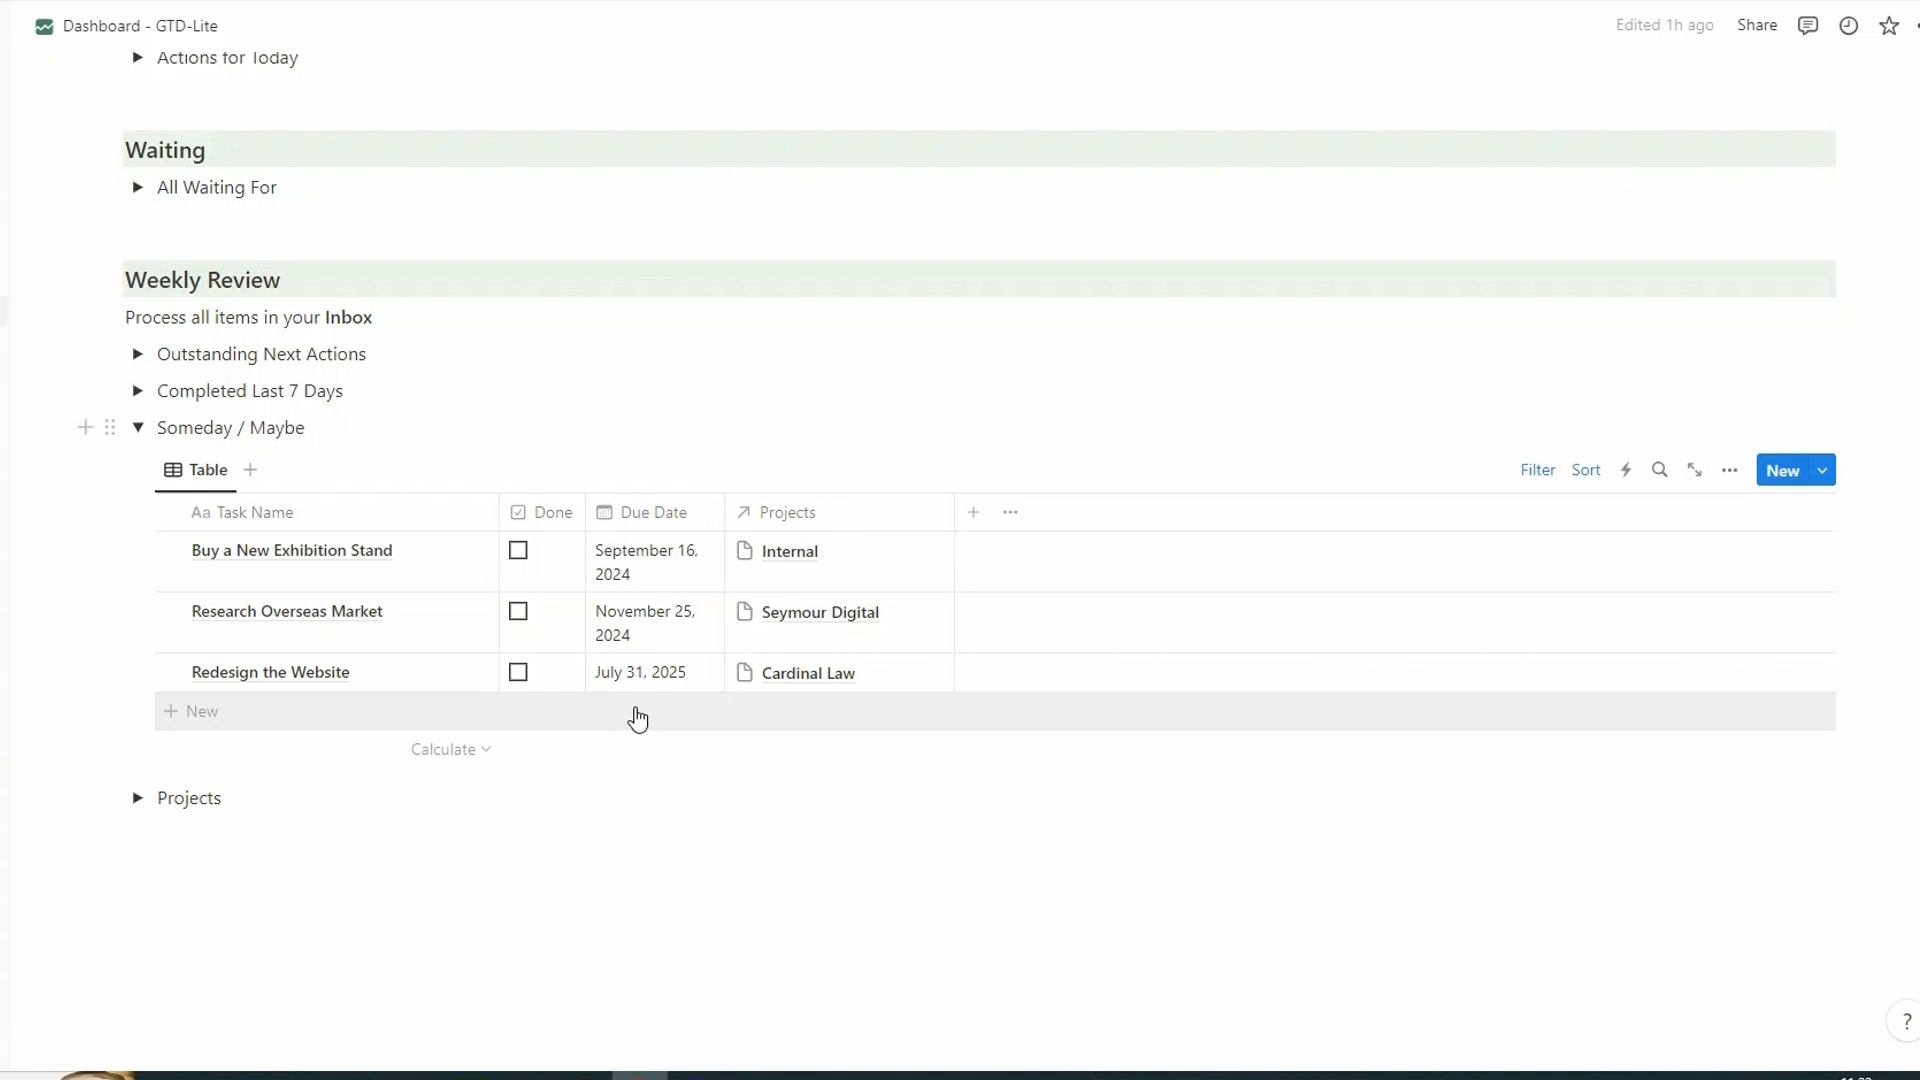 Dashboard - GTD-Lite
Edited 1h ago Share
Actions for Today
Waiting
All Waiting For
Weekly Review
Process all items in your Inbox
Outstanding Next Actions
Completed Last 7 Days
Someday / Maybe
Table
Filter Sort New
Aa Task Name Done Due Date Projects
Buy a New Exhibition Stand September 16, 2024 Internal
Research Overseas Market November 25, 2024 Seymour Digital
Redesign the Website July 31, 2025 Cardinal Law
New
Calculate
Projects
?